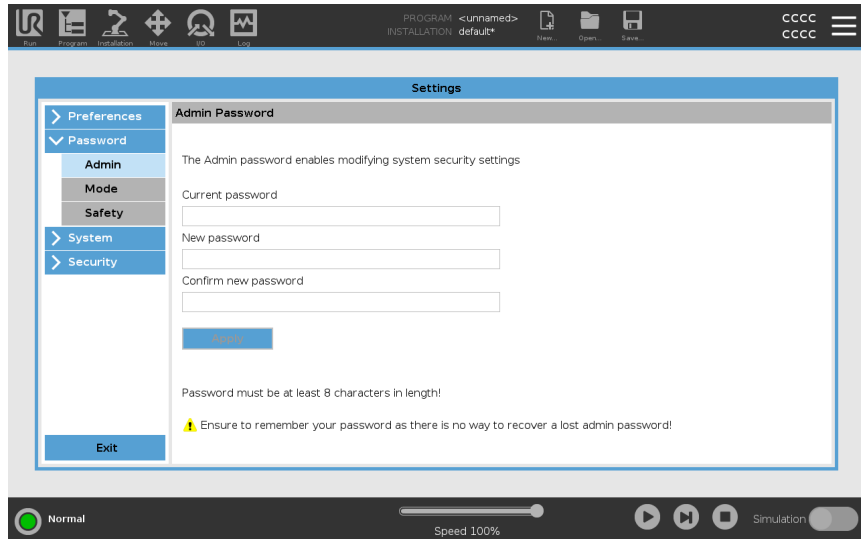 PROGRAM <unnamed>
INSTALLATION default*
CCCC
CCCC
Run Program Installation Move I/O Log New... Open... Save...
Settings
Preferences
Password
Admin
Mode
Safety
System
Security
Exit
Admin Password
The Admin password enables modifying system security settings
Current password
New password
Confirm new password
Apply
Password must be at least 8 characters in length!
Ensure to remember your password as there is no way to recover a lost admin password!
Normal
Speed 100%
Simulation